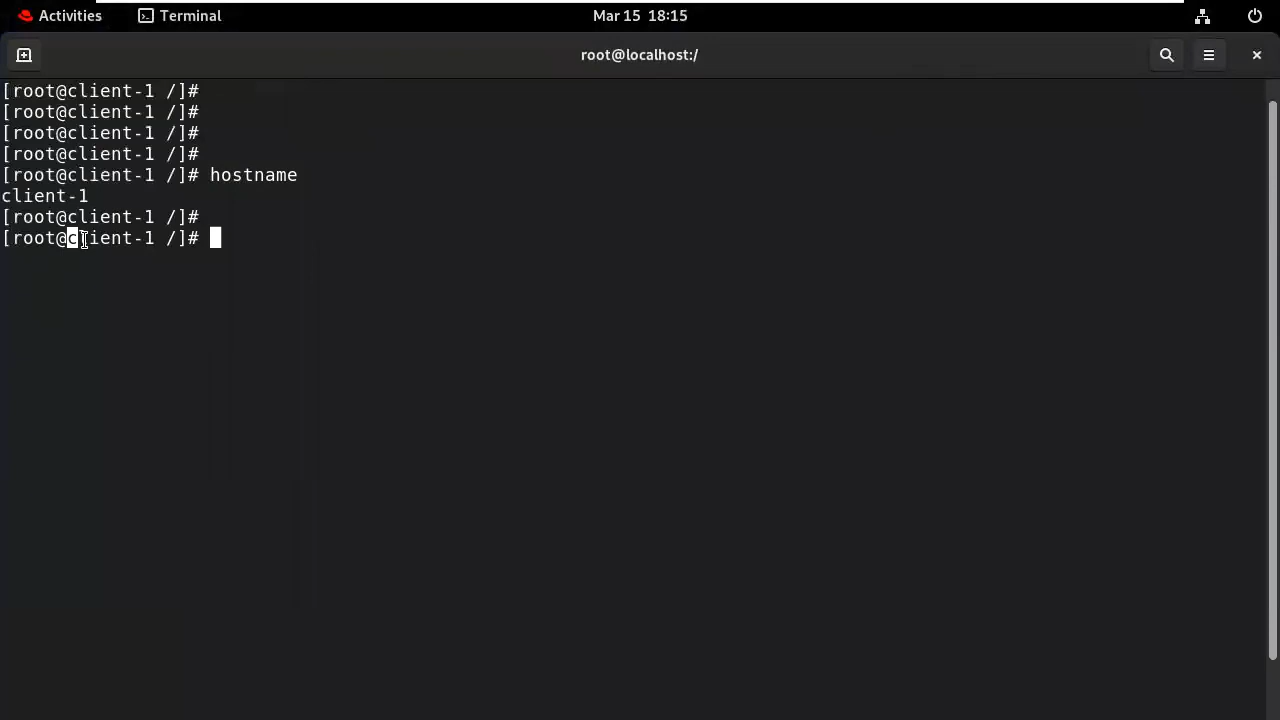 Activities Terminal Mar 15 18:15
root@localhost:/
[root@client-1 /]#
[root@client-1 /]#
[root@client-1 /]#
[root@client-1 /]#
[root@client-1 /]# hostname
client-1
[root@client-1 /]#
[root@client-1 /]#